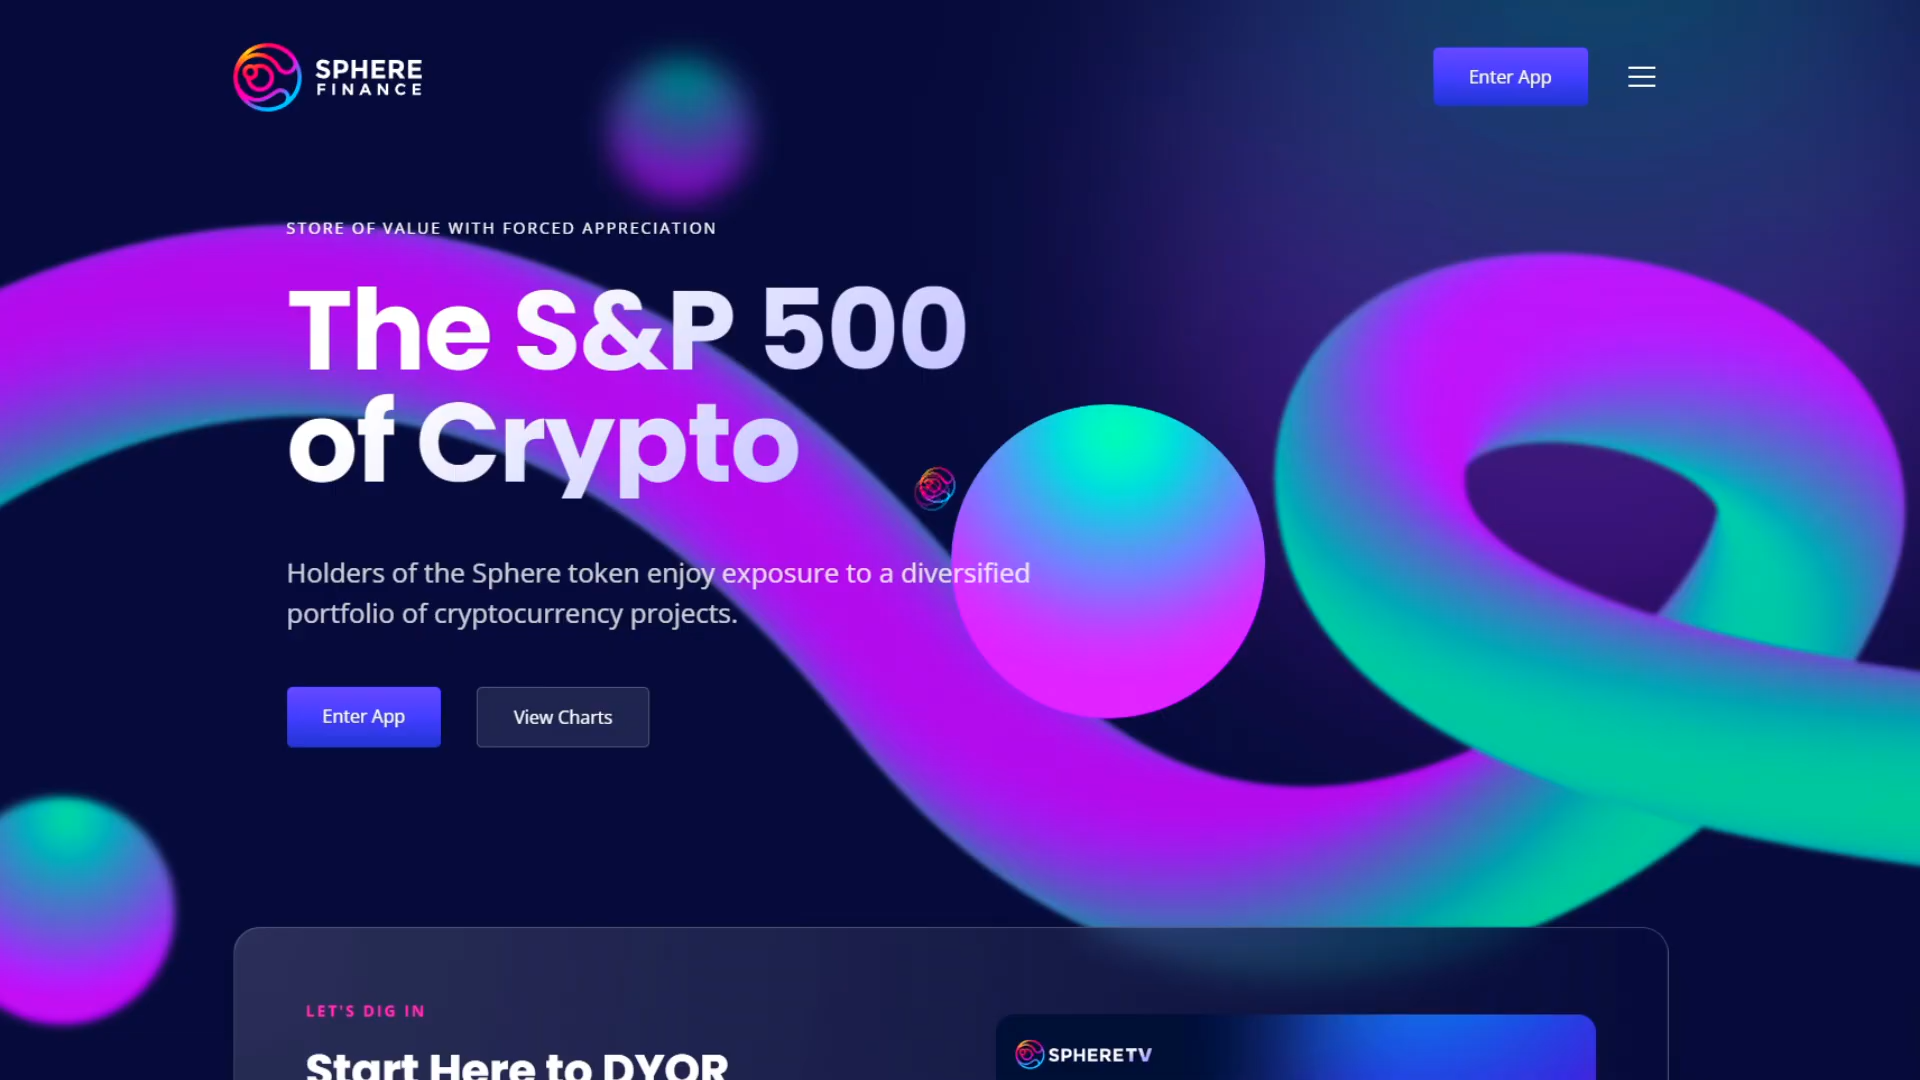 SPHERE
FINANCE
Enter App
STORE OF VALUE WITH FORCED APPRECIATION
The S&P 500
of Crypto
Holders of the Sphere token enjoy exposure to a diversified
portfolio of cryptocurrency projects.
Enter App
View Charts
LET'S DIG IN
Start Here to DYOR
SPHERETV